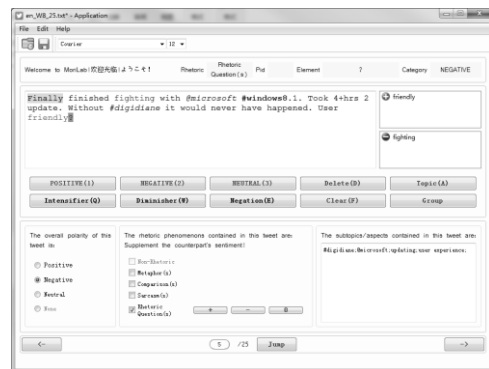 en_WB_25.txt* - Application
File Edit Help
Courier 12
Welcome to MonLab!欢迎光临!ようこそ! Rhetoric Rhetoric Question(s) Pid Element ? Category NEGATIVE
Finally finished fighting with @microsoft #windows8.1. Took 4+hrs 2
update. Without #digidiane it would never have happened. User
friendly?
friendly
fighting
POSITIVE(1) NEGATIVE(2) NEUTRAL(3) Delete(D) Topic(A)
Intensifier(Q) Diminisher(W) Negation(E) Clear(F) Group
The overall polarity of this
tweet is:
Positive
Negative
Neutral
None
The rhetoric phenomenons contained in this tweet are:
Supplement the counterpart's sentiment!
Non-Rhetoric
Metaphor(s)
Comparison(s)
Sarcasm(s)
Rhetoric
Question(s)
+ - 0
The subtopics/aspects contained in this tweet are:
#digidiane;@microsoft;updating;user experience;
<- 5 /25 Jump ->